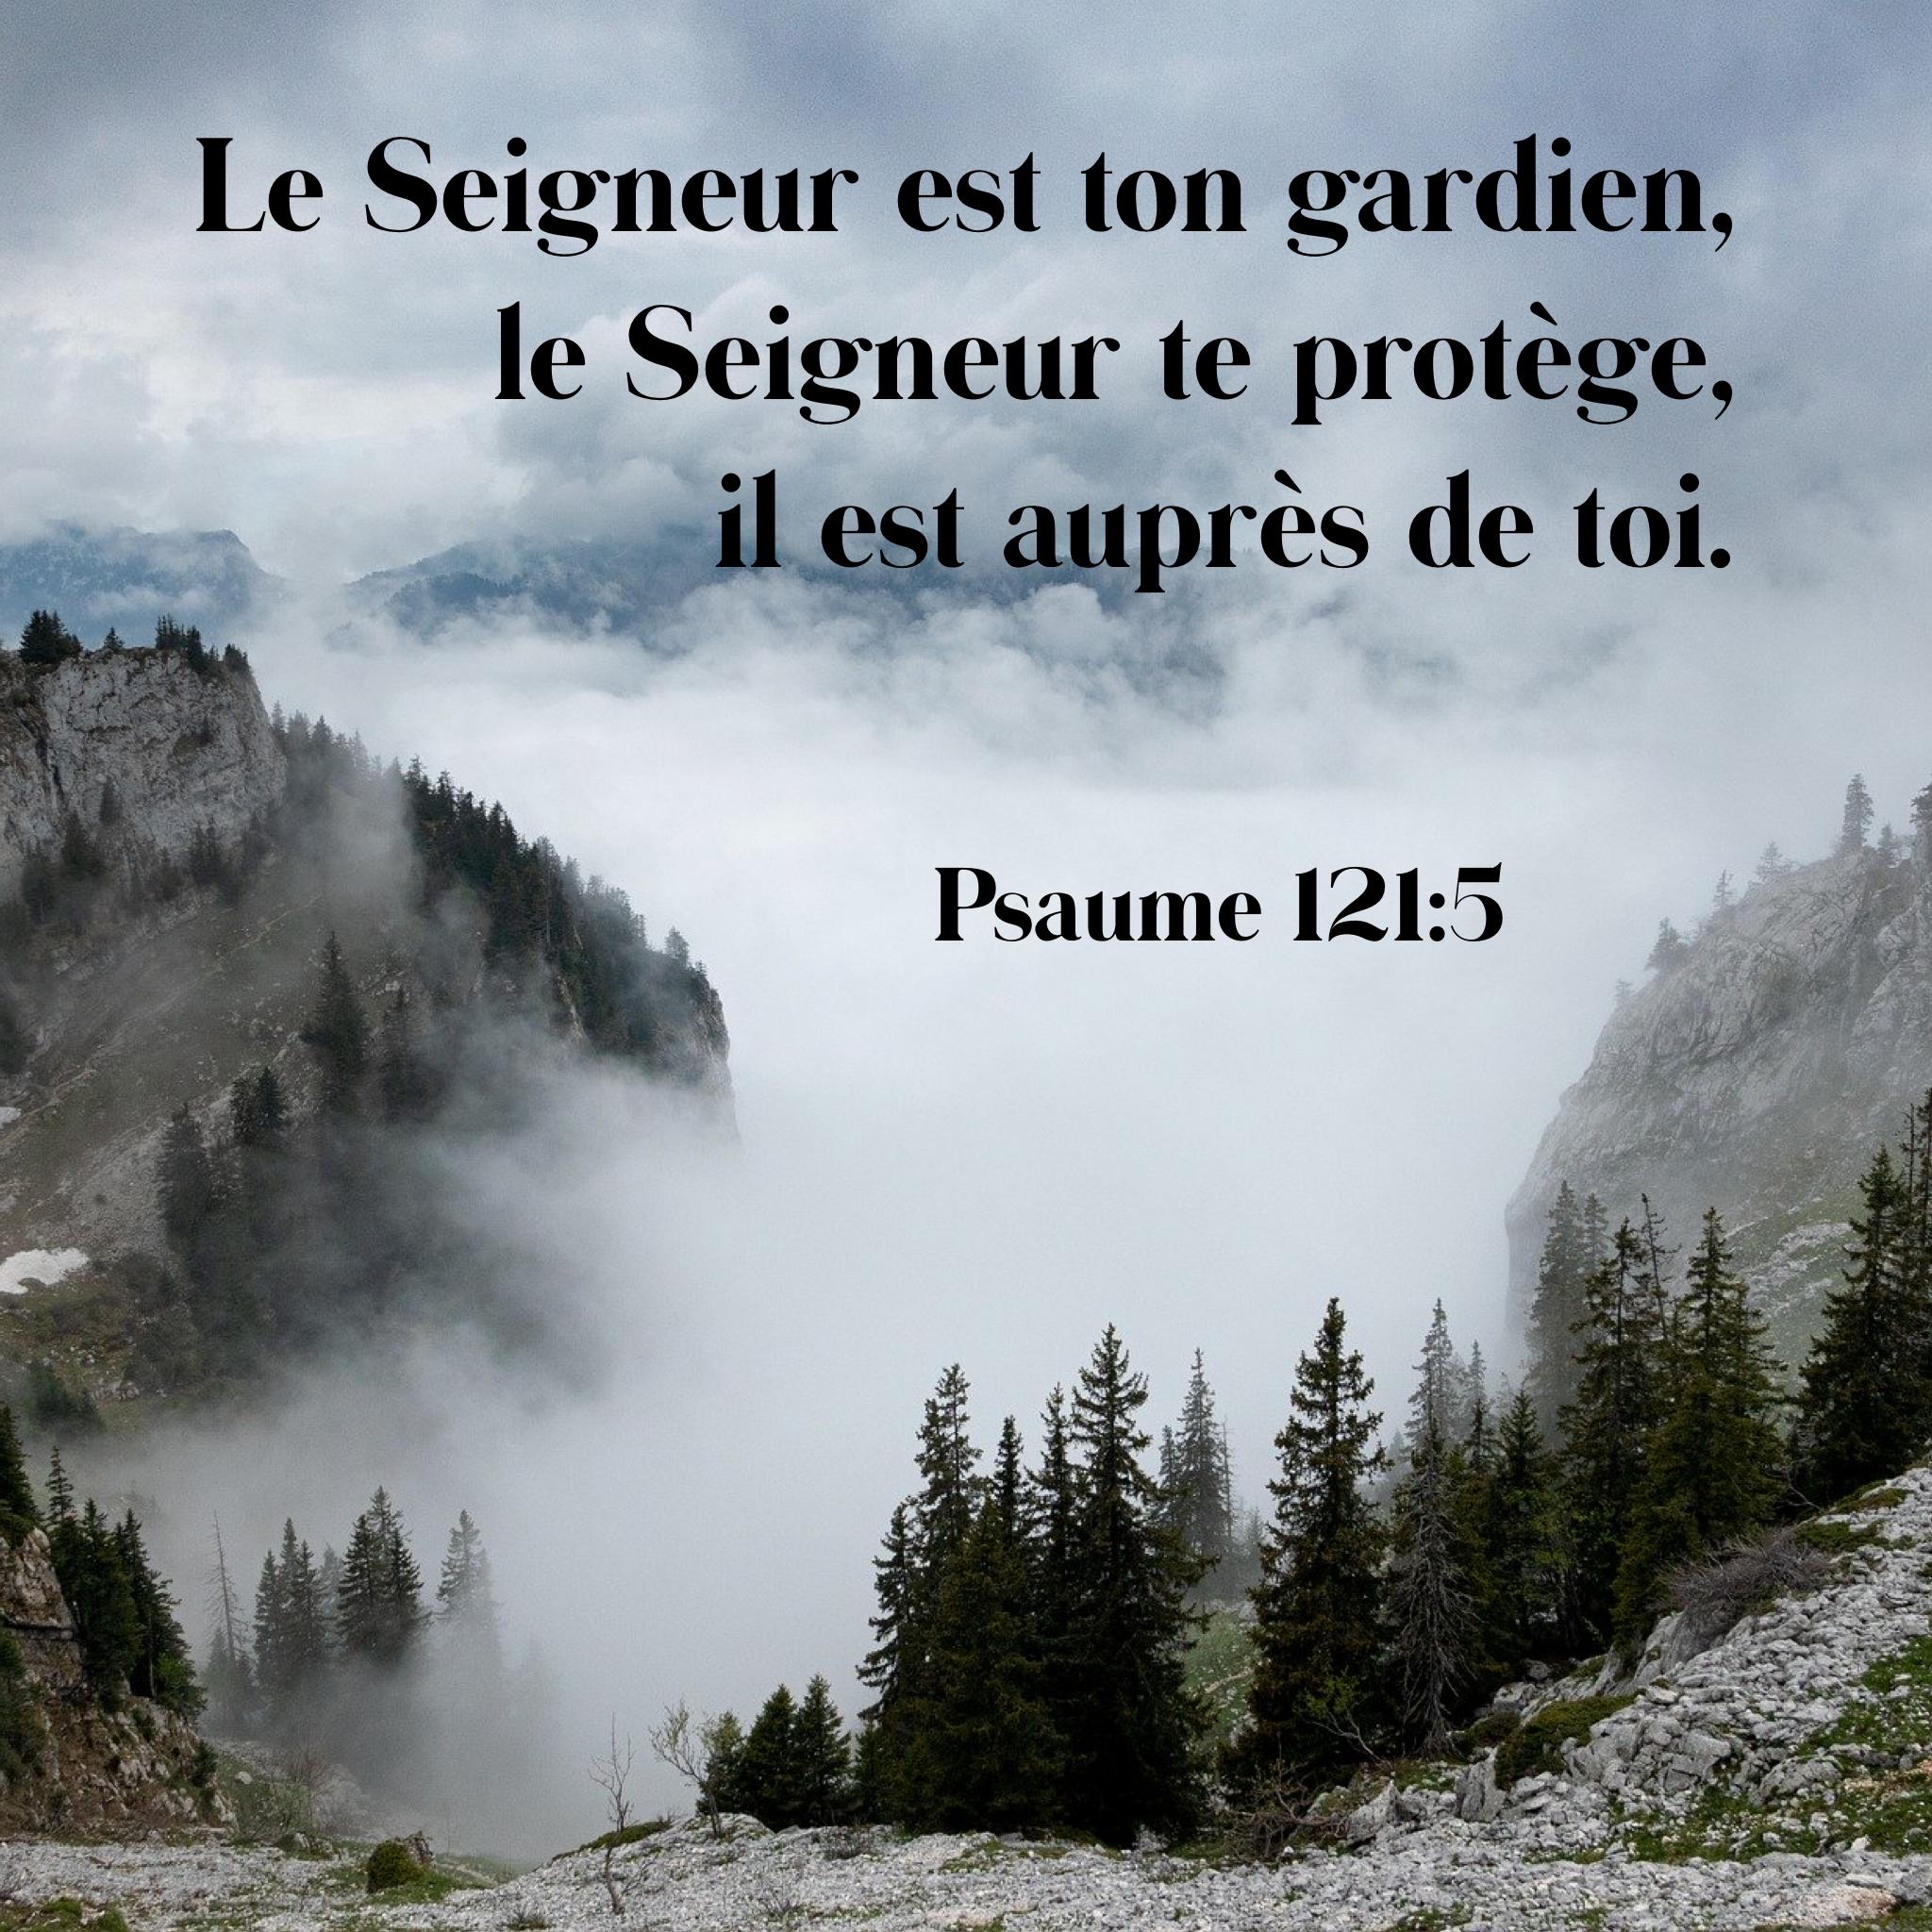 Le Seigneur est ton gardien,
le Seigneur te protège,
il est auprès de toi.
Psaume 121:5